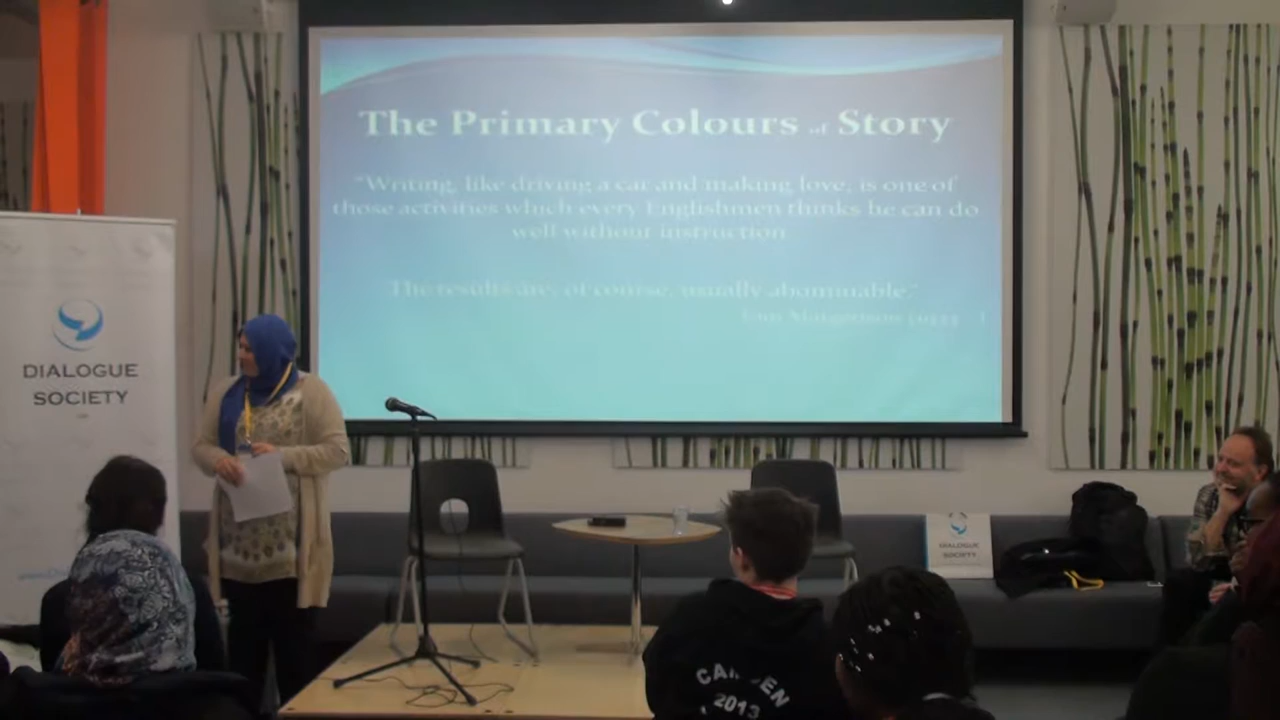 The Primary Colours of Story
"Writing, like driving a car and making love, is one of
those activities which every Englishmen thinks he can do
well without instruction
The results are, of course, usually abominable."
DIALOGUE
SOCIETY
DIALOGUE
SOCIETY
CAMDEN
2013